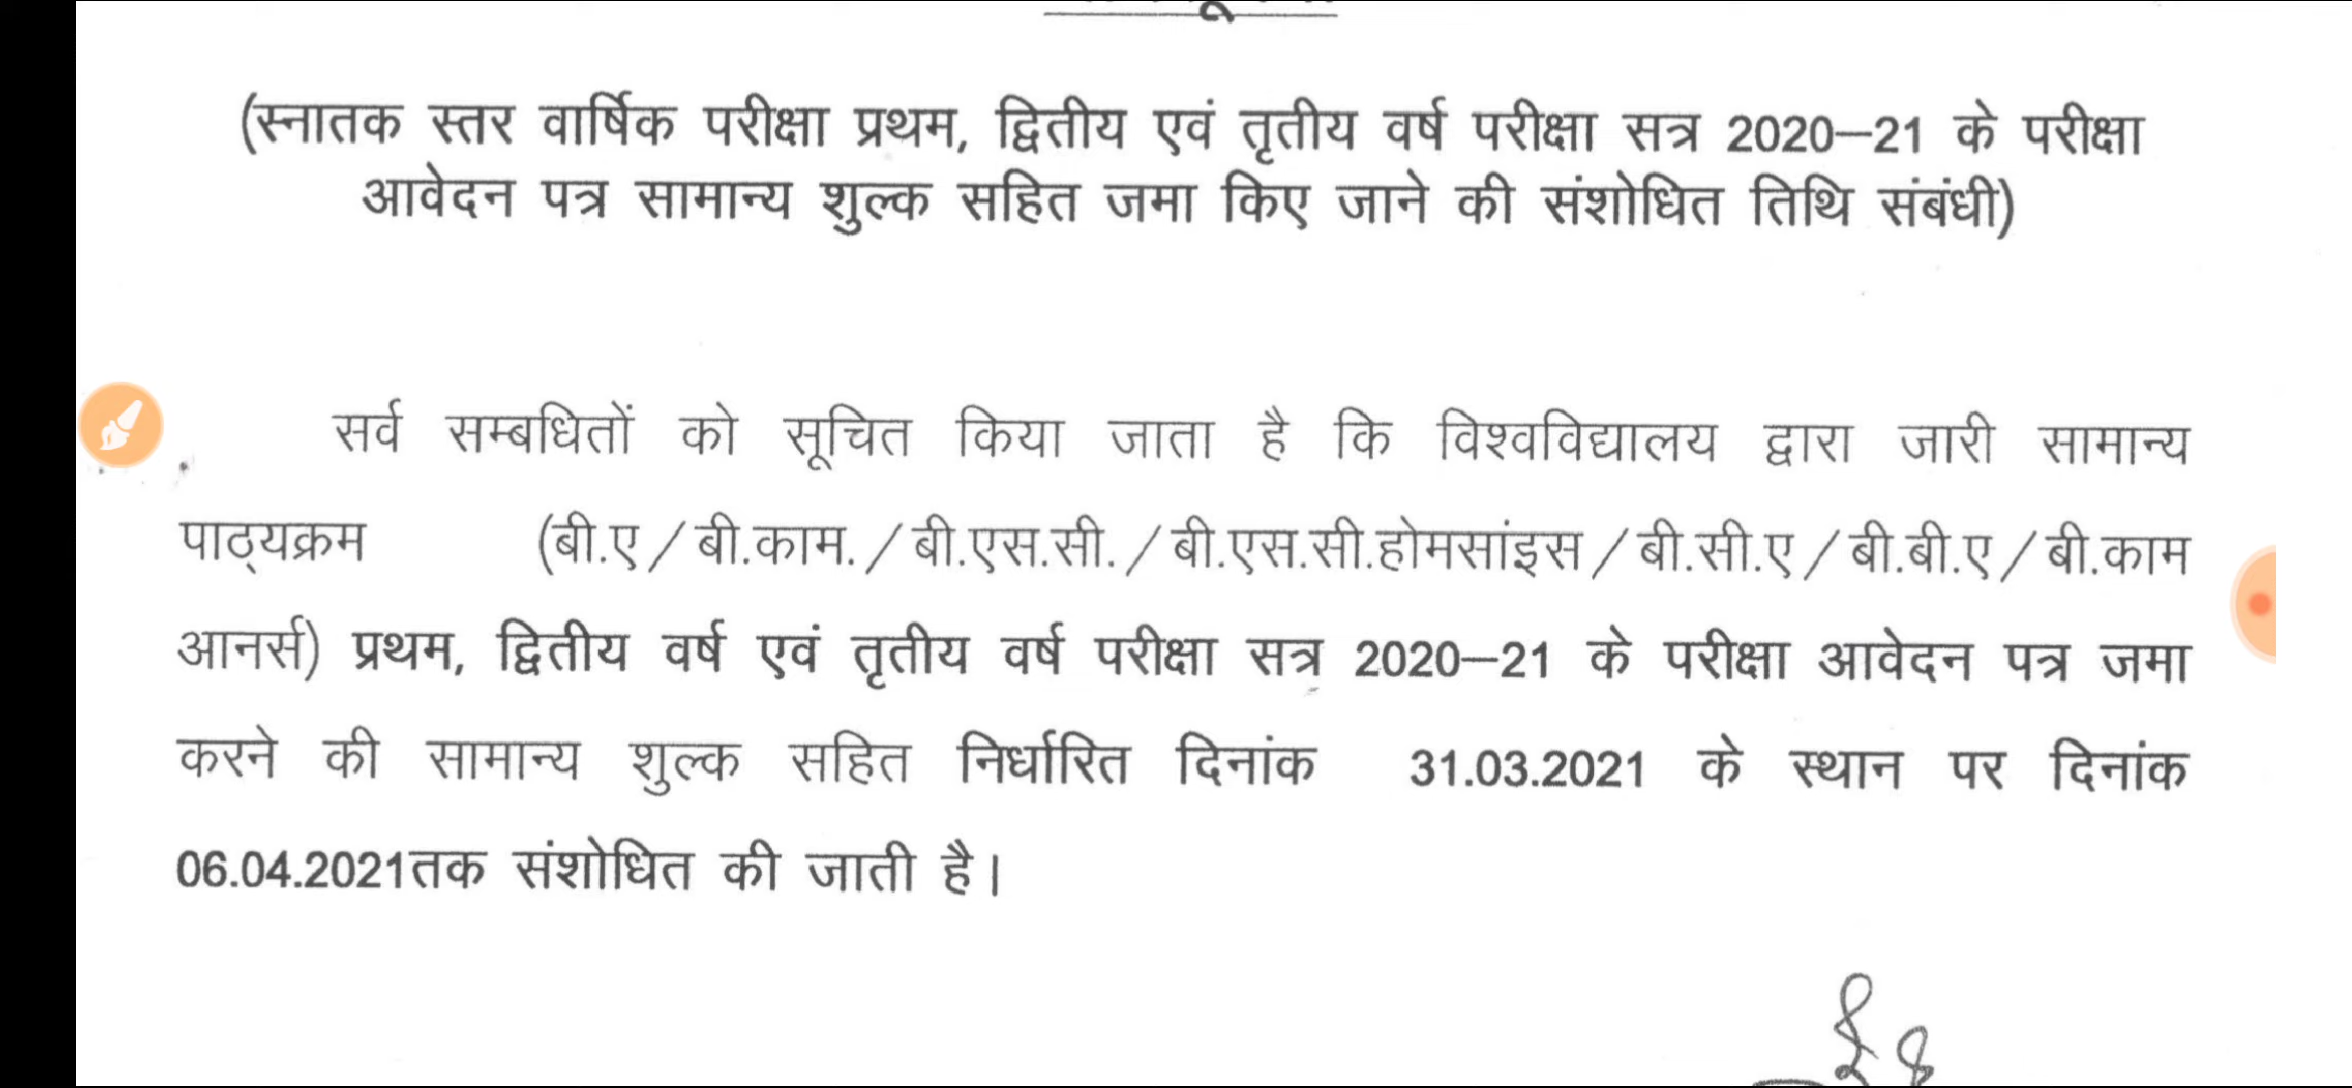 (स्नातक स्तर वार्षिक परीक्षा प्रथम, द्वितीय एवं तृतीय वर्ष परीक्षा सत्र 2020–21 के परीक्षा
आवेदन पत्र सामान्य शुल्क सहित जमा किए जाने की संशोधित तिथि संबंधी)
सर्व सम्बधितों को सूचित किया जाता है कि विश्वविद्यालय द्वारा जारी सामान्य
पाठ्यक्रम (बी.ए/बी.काम./बी.एस.सी./बी.एस.सी.होमसांइस/बी.सी.ए/बी.बी.ए/बी.काम
आनर्स) प्रथम, द्वितीय वर्ष एवं तृतीय वर्ष परीक्षा सत्र 2020–21 के परीक्षा आवेदन पत्र जमा
करने की सामान्य शुल्क सहित निर्धारित दिनांक 31.03.2021 के स्थान पर दिनांक
06.04.2021तक संशोधित की जाती है।